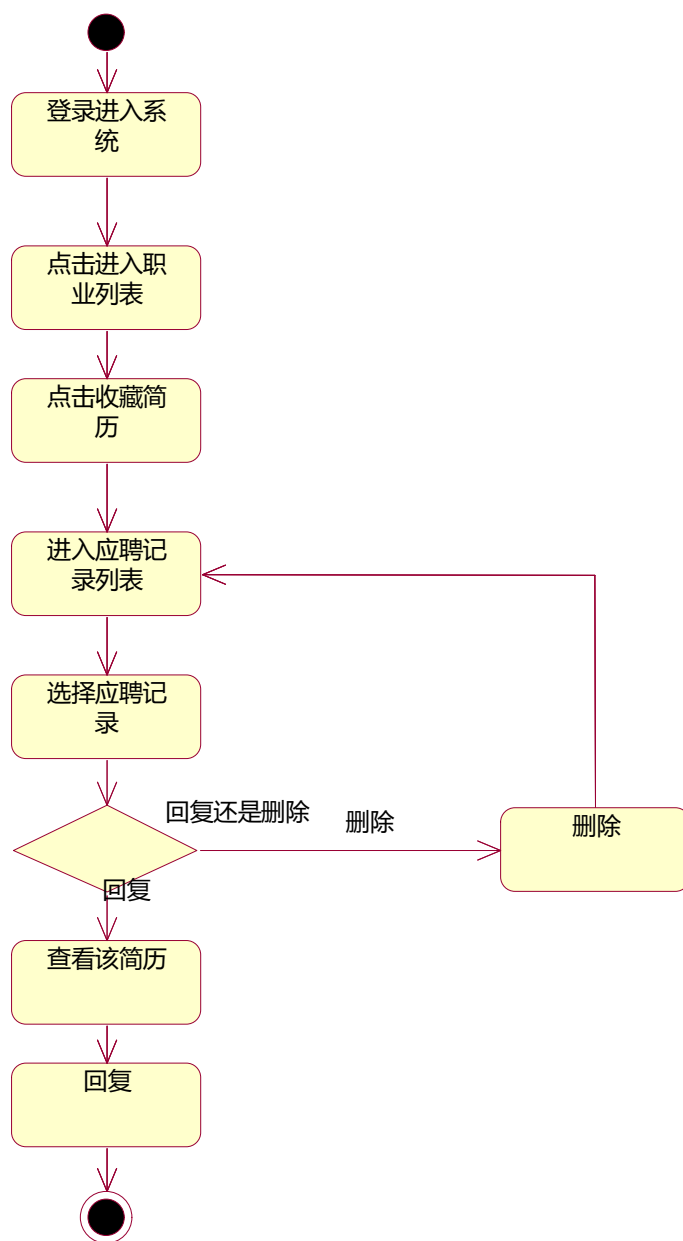 登录进入系
统
点击进入职
业列表
点击收藏简
历
进入应聘记
录列表
选择应聘记
录
回复还是删除
删除
删除
回复
查看该简历
回复